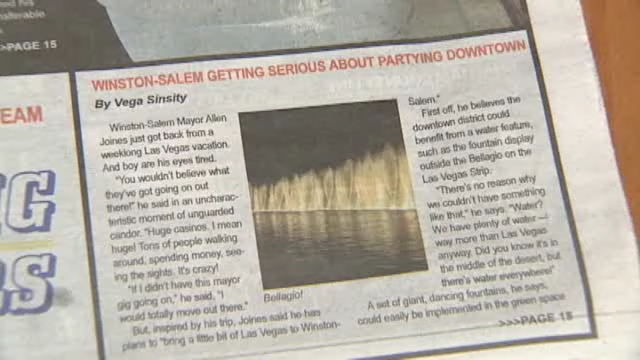 nsferable
>PAGE 15
EAM
G
S
WINSTON-SALEM GETTING SERIOUS ABOUT PARTYING DOWNTOWN
By Vega Sinsity
Winston-Salem Mayor Allen
Joines just got back from a
weeklong Las Vegas vacation.
And boy are his eyes tired.
"You wouldn't believe what
they've got going on out
there!" he said in an uncharac-
teristic moment of unguarded
candor. "Huge casinos. I mean
huge! Tons of people walking
around, spending money, see-
ing the sights. It's crazy!
"If I didn't have this mayor
gig going on," he said, "I
would totally move out there."
But, inspired by his trip, Joines said he has
plans to "bring a little bit of Las Vegas to Winston-
Bellagio!
Salem."
First off, he believes the
downtown district could
benefit from a water feature,
such as the fountain display
outside the Bellagio on the
Las Vegas Strip.
"There's no reason why
we couldn't have something
like that," he says. "Water?
We have plenty of water —
way more than Las Vegas
anyway. Did you know it's in
the middle of the desert, but
there's water everywhere!"
A set of giant, dancing fountains, he says,
could easily be implemented in the green space
>>>PAGE 18